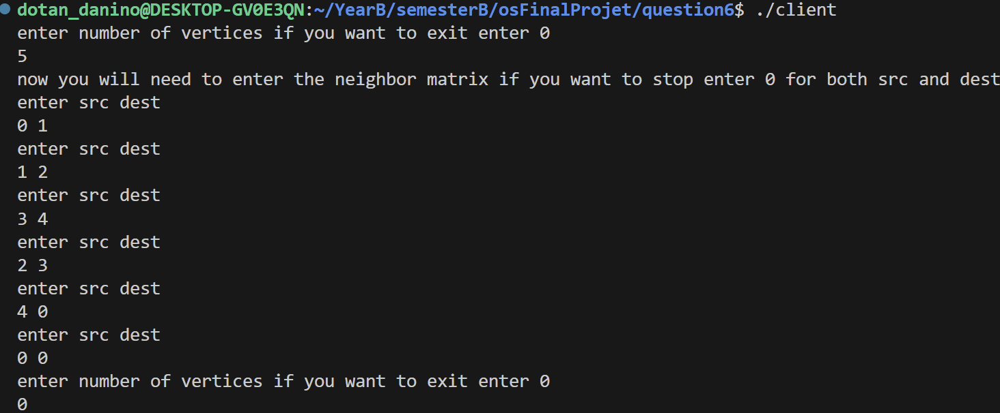 dotan_danino@DESKTOP-GV0E3QN:~/YearB/semesterB/osFinalProjet/question6$ ./client
enter number of vertices if you want to exit enter 0
5
now you will need to enter the neighbor matrix if you want to stop enter 0 for both src and dest
enter src dest
0 1
enter src dest
1 2
enter src dest
3 4
enter src dest
2 3
enter src dest
4 0
enter src dest
0 0
enter number of vertices if you want to exit enter 0
0